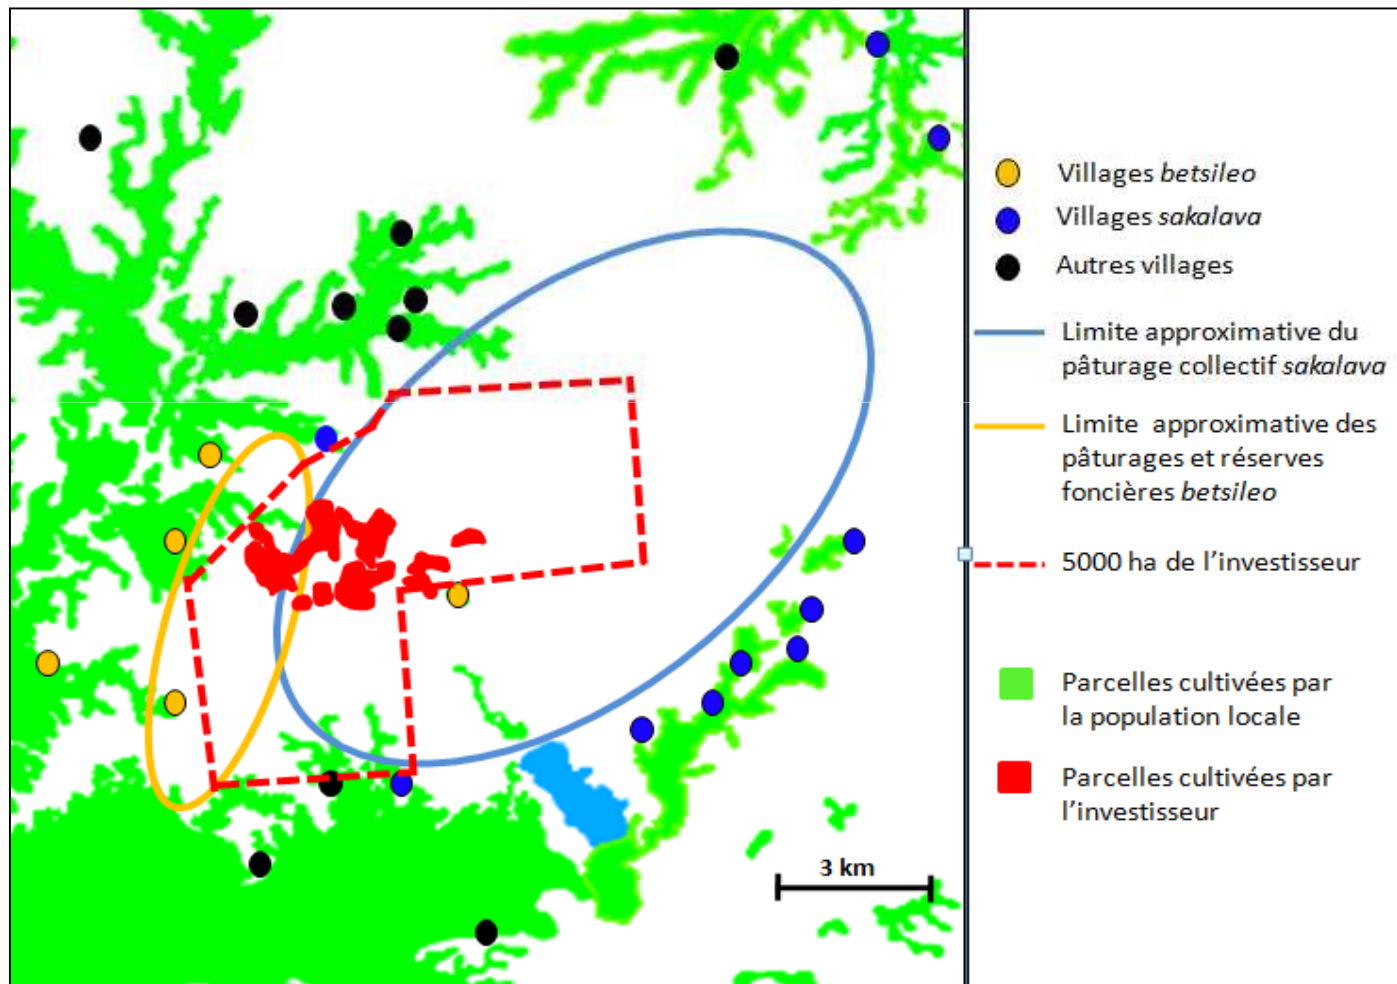 Villages betsileo
Villages sakalava
Autres villages
Limite approximative du
pâturage collectif sakalava
Limite approximative des
pâturages et réserves
foncières betsileo
5000 ha de l'investisseur
Parcelles cultivées par
la population locale
Parcelles cultivées par
l'investisseur
3 km